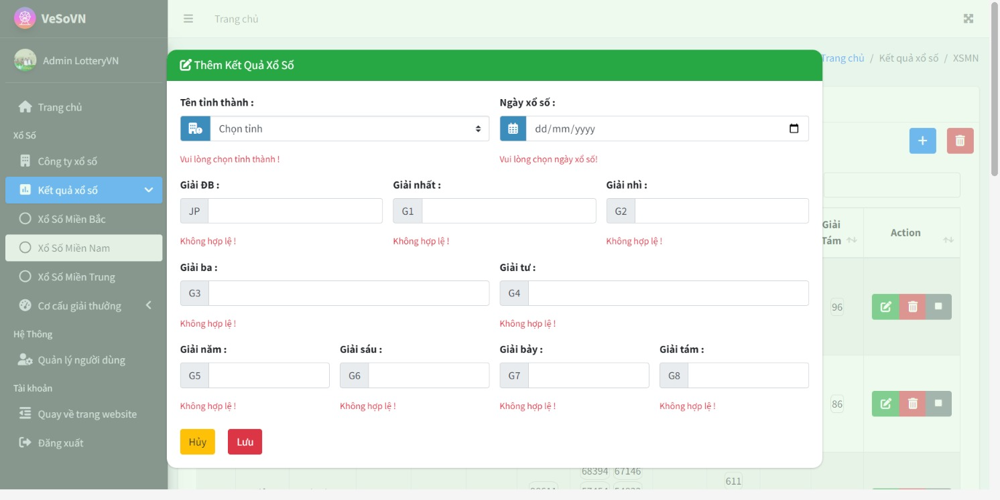 VeSoVN
Trang chủ
Admin LotteryVN
Trang chủ / Kết quả xổ số / XSMN
Trang chủ
Xổ Số
Công ty xổ số
Kết quả xổ số
Xổ Số Miền Bắc
Xổ Số Miền Nam
Xổ Số Miền Trung
Cơ cấu giải thưởng
Hệ Thông
Quản lý người dùng
Tài khoản
Quay về trang website
Đăng xuất
Thêm Kết Quả Xổ Số
Tên tỉnh thành : Ngày xổ số :
Chọn tỉnh dd/mm/yyyy
Vui lòng chọn tỉnh thành ! Vui lòng chọn ngày xổ số!
Giải ĐB : Giải nhất : Giải nhì :
JP G1 G2
Không hợp lệ ! Không hợp lệ ! Không hợp lệ !
Giải ba : Giải tư :
G3 G4
Không hợp lệ ! Không hợp lệ !
Giải năm : Giải sáu : Giải bảy : Giải tám :
G5 G6 G7 G8
Không hợp lệ ! Không hợp lệ ! Không hợp lệ ! Không hợp lệ !
Hủy Lưu
Giải
Tám
Action
96
86
68394 67146
611